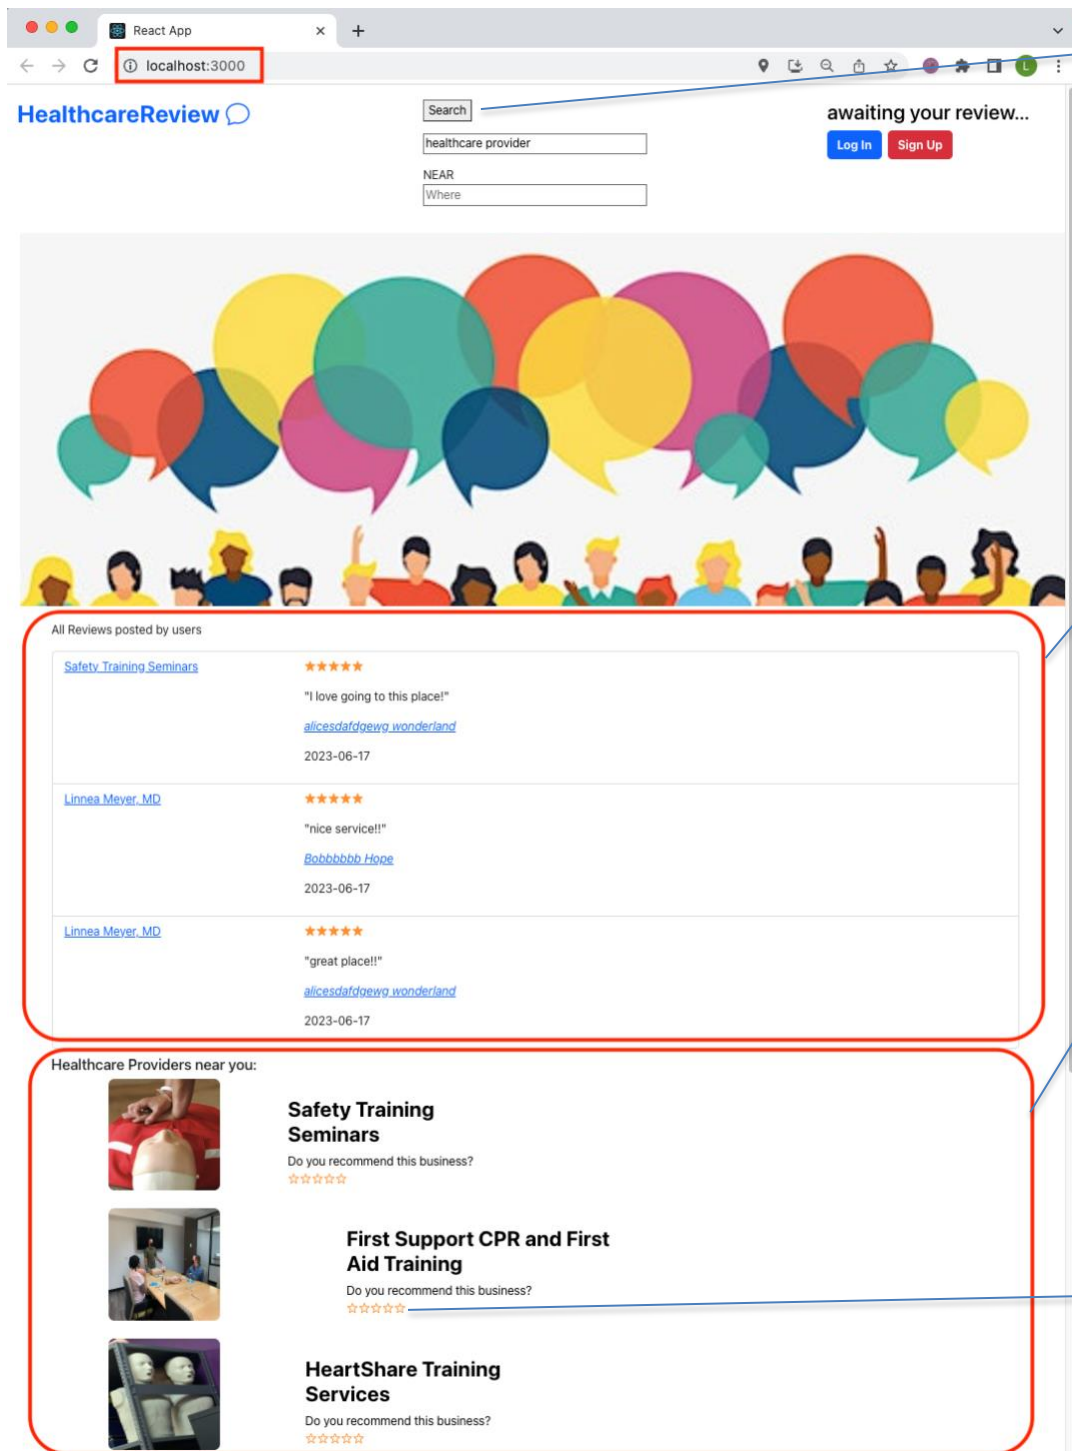 React App
localhost:3000
L
HealthcareReview
Search
healthcare provider
NEAR
Where
awaiting your review...
Log In Sign Up
All Reviews posted by users
Safety Training Seminars
"I love going to this place!"
alicesdafdgewg wonderland
2023-06-17
Linnea Meyer, MD
"nice service!!"
Bobbbbbb Hope
2023-06-17
Linnea Meyer, MD
"great place!!"
alicesdafdgewg wonderland
2023-06-17
Healthcare Providers near you:
Safety Training
Seminars
Do you recommend this business?
First Support CPR and First
Aid Training
Do you recommend this business?
HeartShare Training
Services
Do you recommend this business?